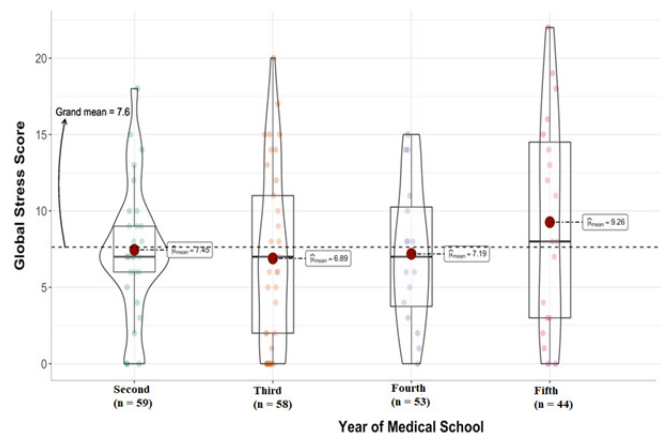 Global Stress Score
20
15
10
5
0
Grand mean = 7.6
μ̂mean = 7.45
μ̂mean = 6.89
μ̂mean = 7.19
μ̂mean = 9.26
Second
(n = 59)
Third
(n = 58)
Fourth
(n = 53)
Fifth
(n = 44)
Year of Medical School